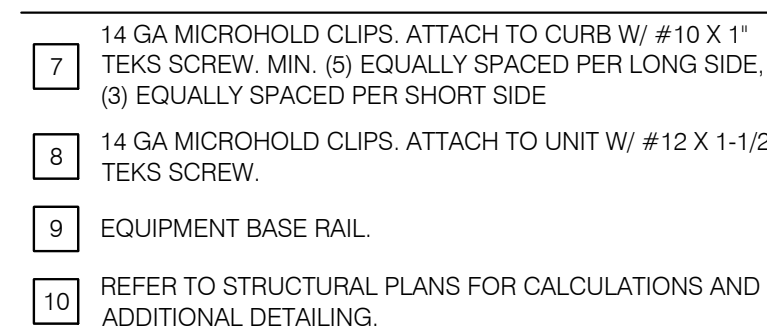 7 14 GA MICROHOLD CLIPS. ATTACH TO CURB W/ #10 X 1"
TEKS SCREW. MIN. (5) EQUALLY SPACED PER LONG SIDE,
(3) EQUALLY SPACED PER SHORT SIDE
8 14 GA MICROHOLD CLIPS. ATTACH TO UNIT W/ #12 X 1-1/2
TEKS SCREW.
9 EQUIPMENT BASE RAIL.
10 REFER TO STRUCTURAL PLANS FOR CALCULATIONS AND
ADDITIONAL DETAILING.